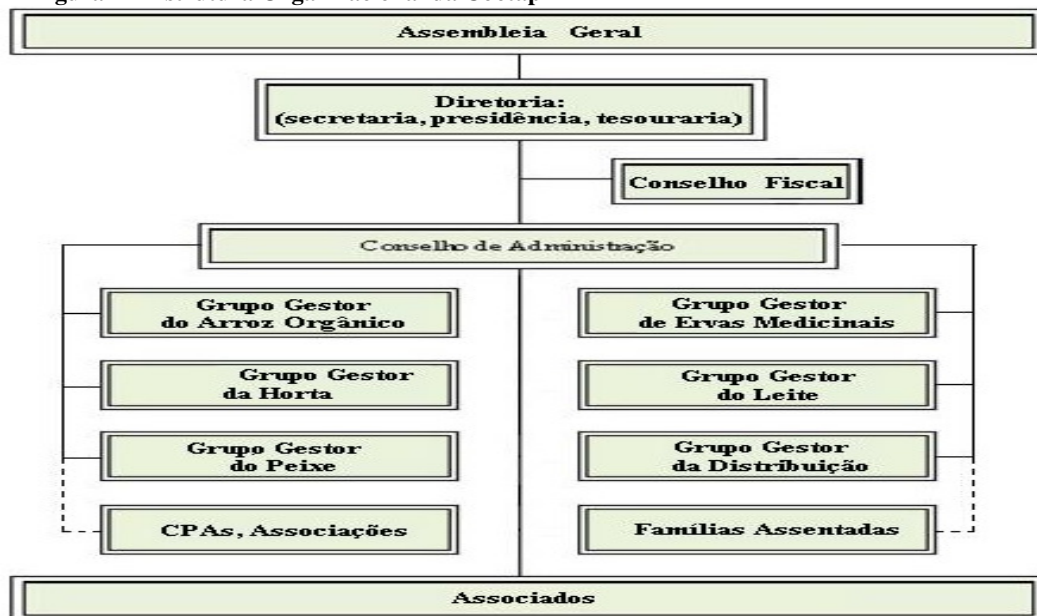 Assembleia Geral
Diretoria:
(secretaria, presidência, tesouraria)
Conselho Fiscal
Conselho de Administração
Grupo Gestor
do Arroz Orgânico
Grupo Gestor
de Ervas Medicinais
Grupo Gestor
da Horta
Grupo Gestor
do Leite
Grupo Gestor
do Peixe
Grupo Gestor
da Distribuição
CPAs, Associações
Famílias Assentadas
Associados